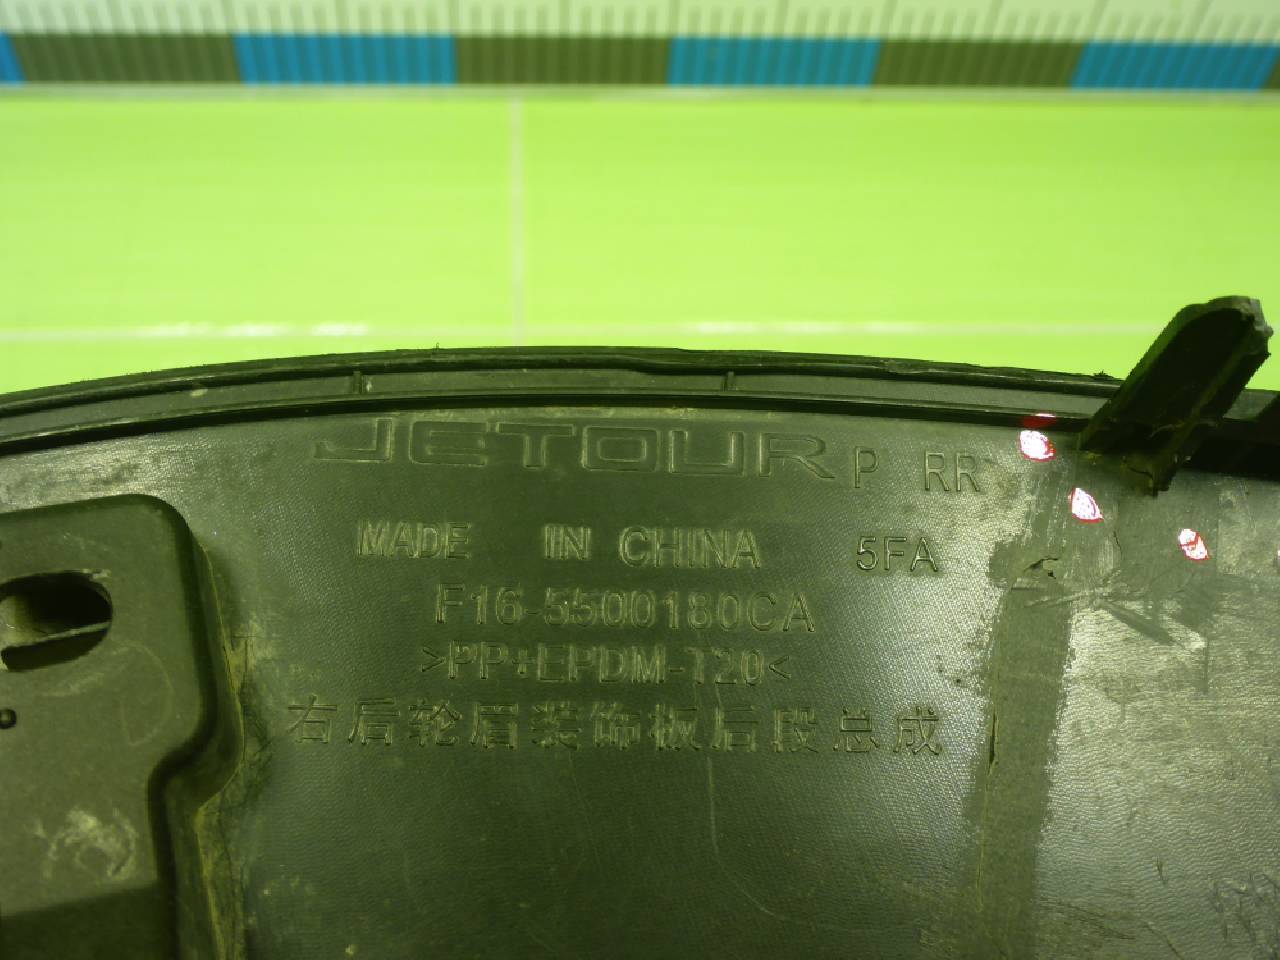 JETOUR P RR
MADE IN CHINA 5FA
F16-5500180CA
>PP+EPDM-T20<
右后轮眉装饰板后段总成